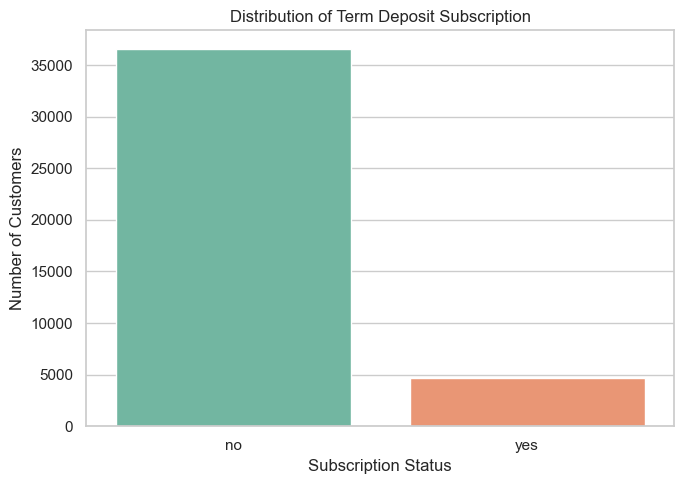 Distribution of Term Deposit Subscription
Number of Customers
35000
30000
25000
20000
15000
10000
5000
0
no
yes
Subscription Status